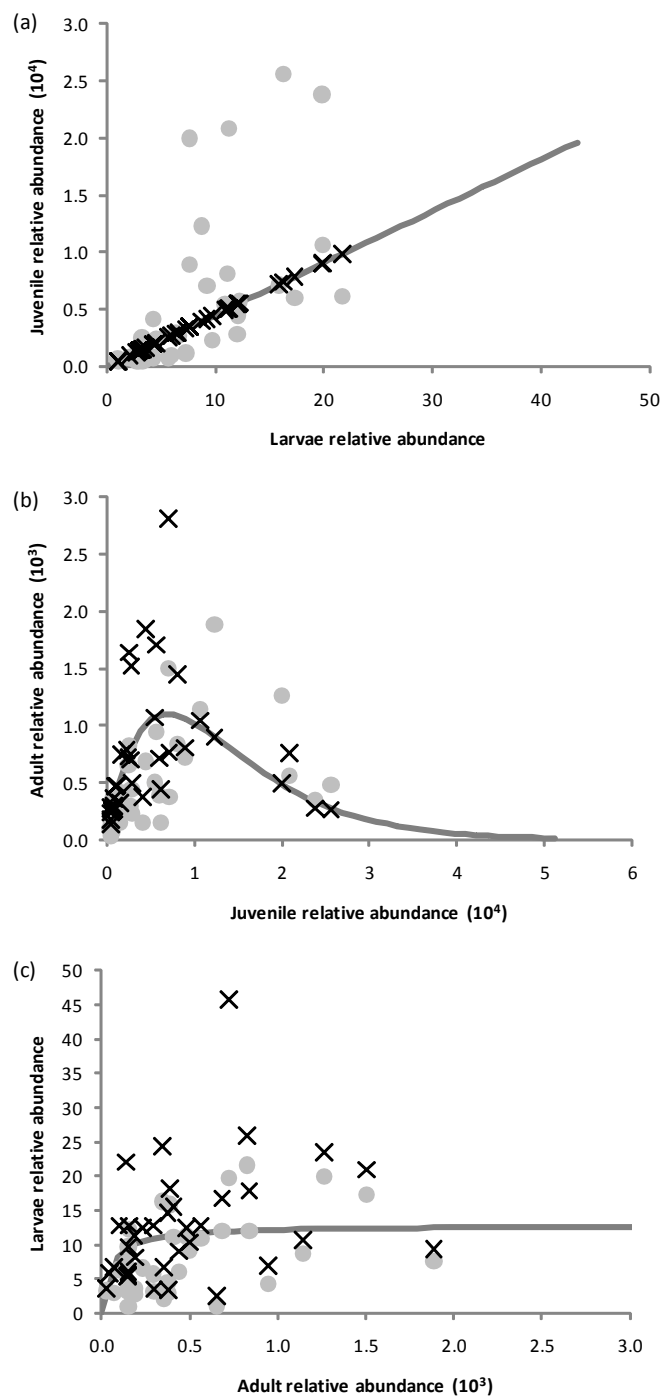 (a)
3.0
2.5
2.0
1.5
1.0
0.5
0.0
Juvenile relative abundance (10⁴)
0 10 20 30 40 50
Larvae relative abundance
(b)
3.0
2.5
2.0
1.5
1.0
0.5
0.0
Adult relative abundance (10³)
0 1 2 3 4 5 6
Juvenile relative abundance (10⁴)
(c)
50
45
40
35
30
25
20
15
10
5
0
Larvae relative abundance
0.0 0.5 1.0 1.5 2.0 2.5 3.0
Adult relative abundance (10³)